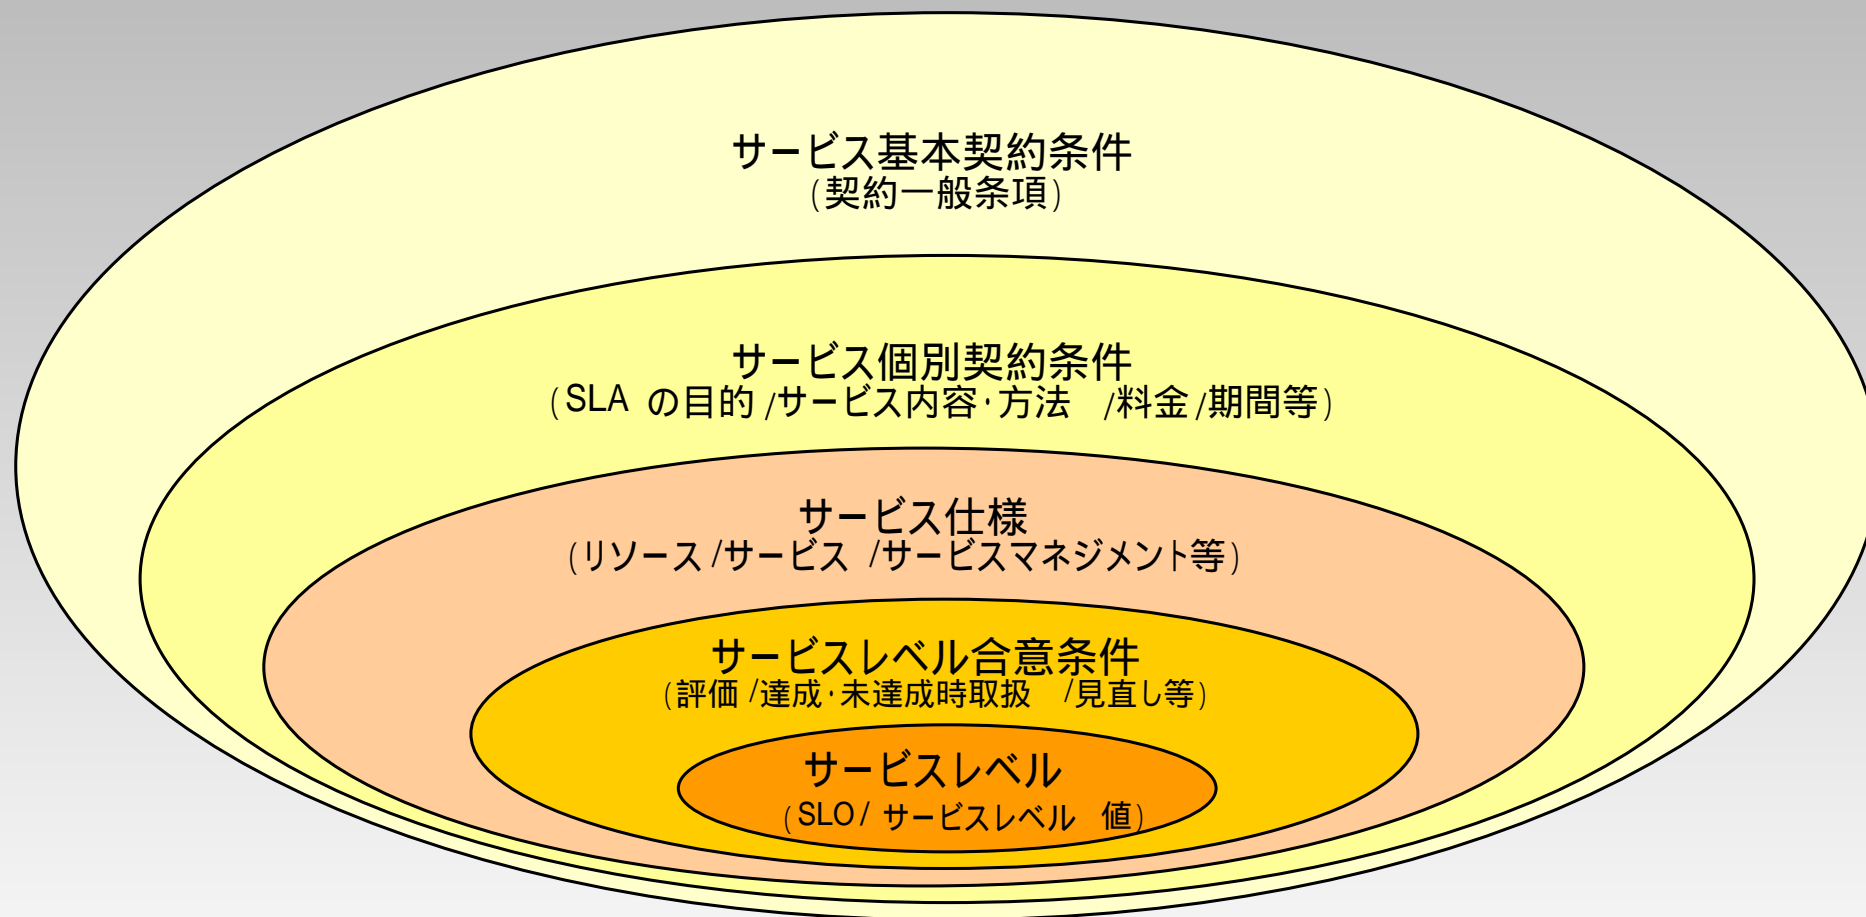 サービス基本契約条件
(契約一般条項)
サービス個別契約条件
(SLA の目的/サービス内容・方法 /料金/期間等)
サービス仕様
(リソース/サービス /サービスマネジメント等)
サービスレベル合意条件
(評価/達成・未達成時取扱 /見直し等)
サービスレベル
(SLO/ サービスレベル 値)